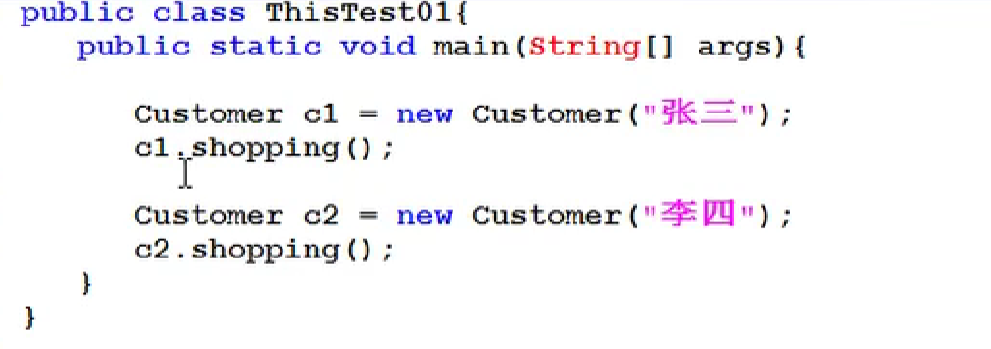 public class ThisTest01{
public static void main(String[] args){
Customer c1 = new Customer("张三");
c1.shopping();
Customer c2 = new Customer("李四");
c2.shopping();
}
}